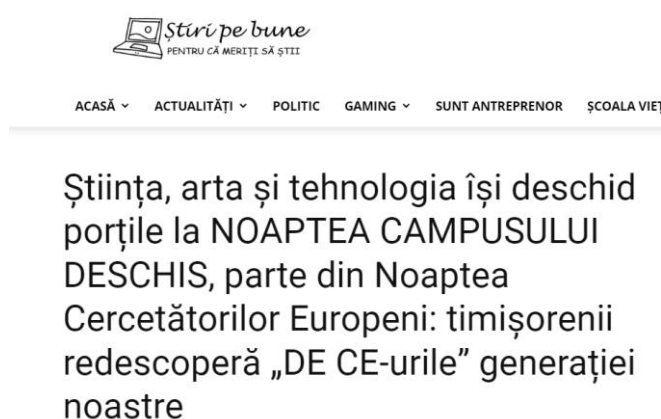 Știri pe bune
PENTRU CĂ MERIȚI SĂ ȘTII
ACASĂ ACTUALITĂȚI POLITIC GAMING SUNT ANTREPRENOR ȘCOALA
Știința, arta și tehnologia își deschid
porțile la NOAPTEA CAMPUSULUI
DESCHIS, parte din Noaptea
Cercetătorilor Europeni: timișorenii
redescoperă „DE CE-urile” generației
noastre